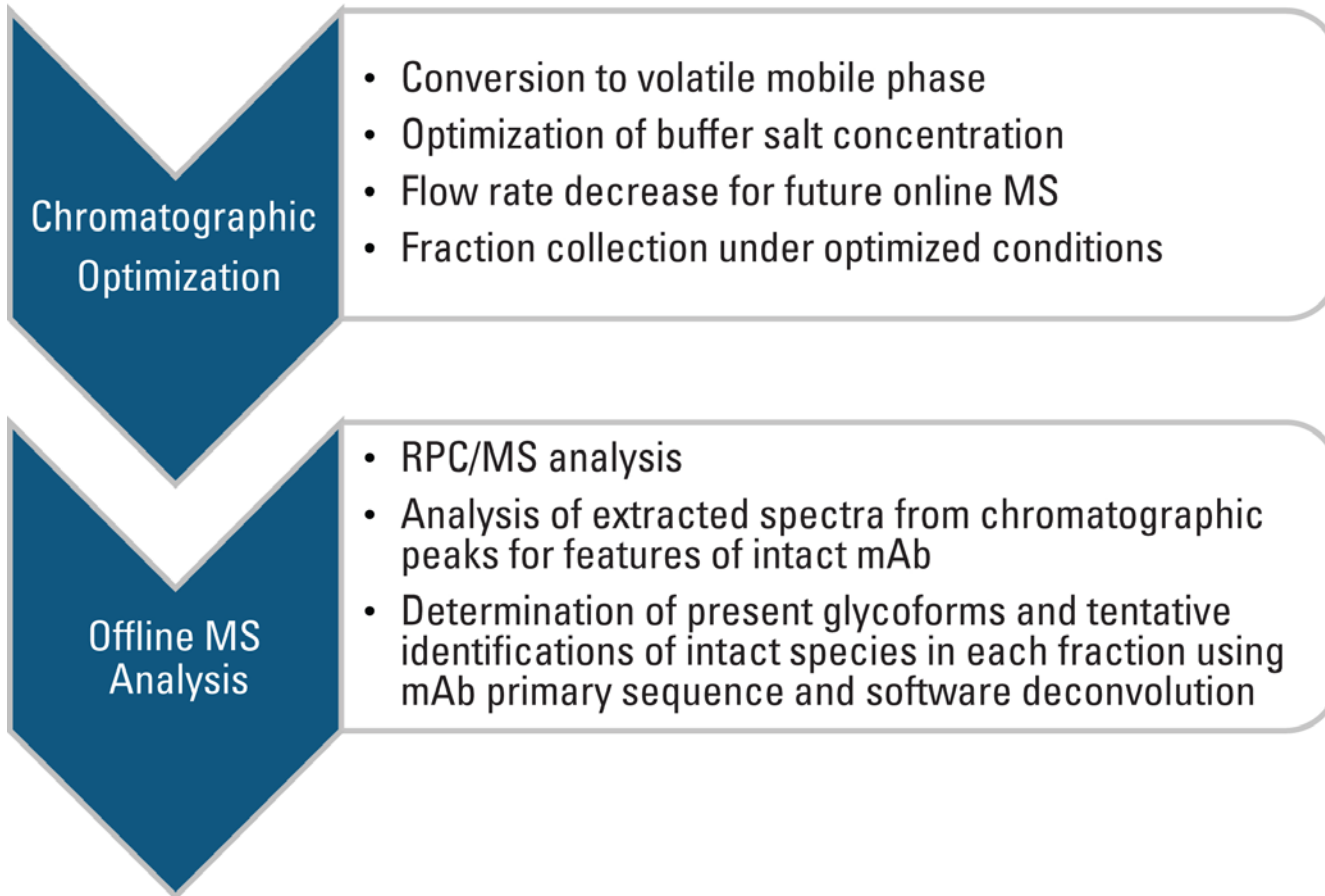 Chromatographic
Optimization
• Conversion to volatile mobile phase
• Optimization of buffer salt concentration
• Flow rate decrease for future online MS
• Fraction collection under optimized conditions
Offline MS
Analysis
• RPC/MS analysis
• Analysis of extracted spectra from chromatographic
peaks for features of intact mAb
• Determination of present glycoforms and tentative
identifications of intact species in each fraction using
mAb primary sequence and software deconvolution